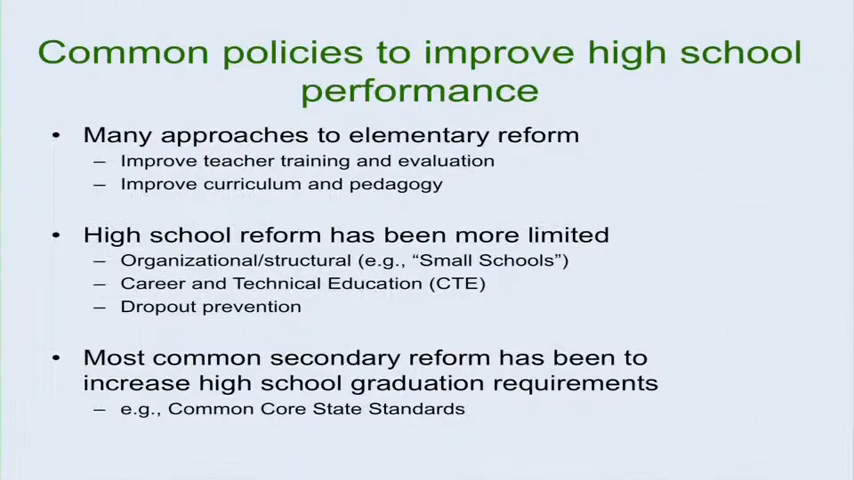 Common policies to improve high school
performance
• Many approaches to elementary reform
– Improve teacher training and evaluation
– Improve curriculum and pedagogy
• High school reform has been more limited
– Organizational/structural (e.g., “Small Schools”)
– Career and Technical Education (CTE)
– Dropout prevention
• Most common secondary reform has been to
increase high school graduation requirements
– e.g., Common Core State Standards